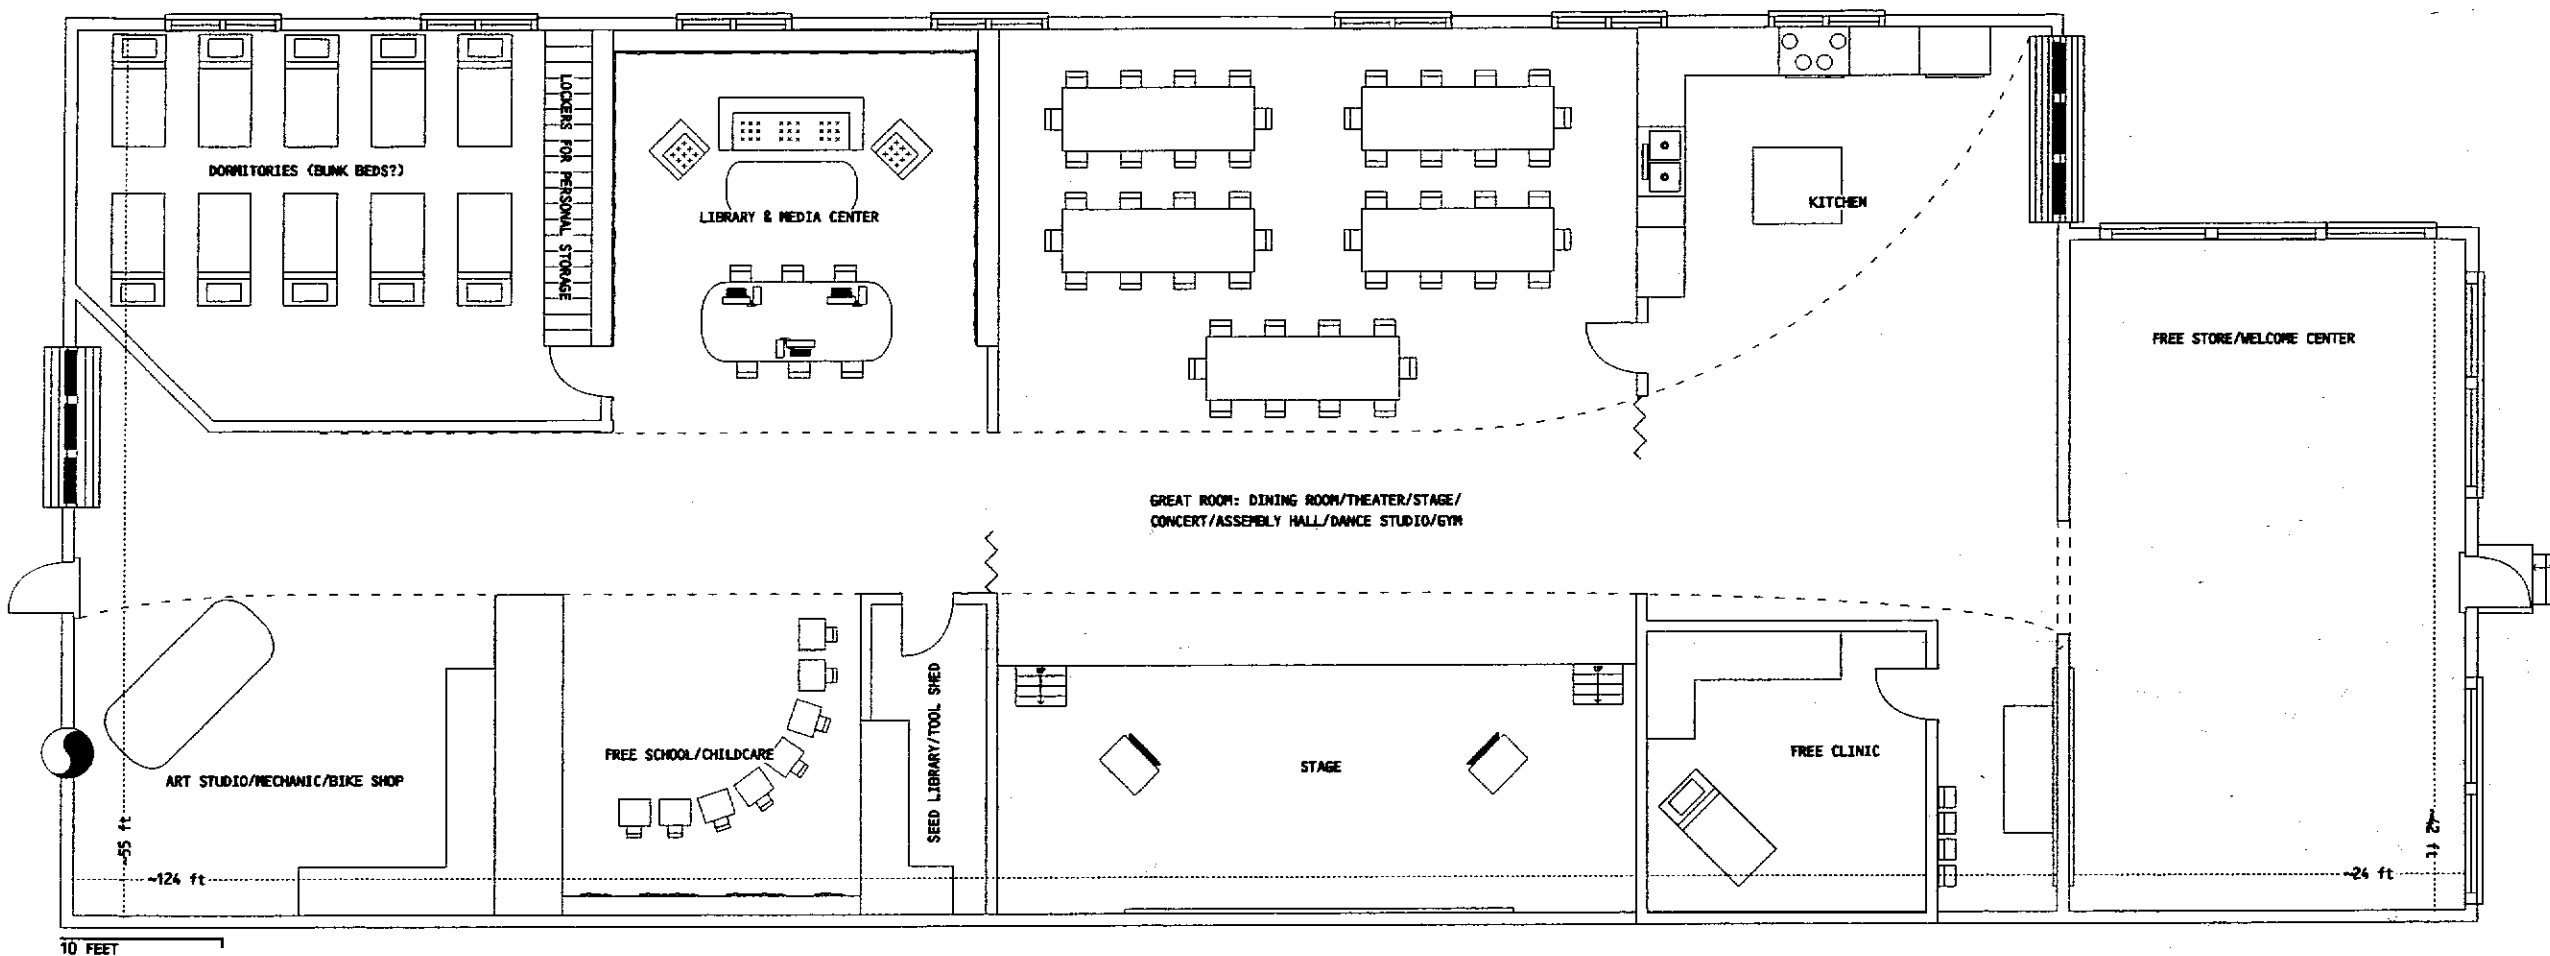 LOCKERS FOR PERSONAL STORAGE
DORMITORIES (BUNK BEDS?)
LIBRARY & MEDIA CENTER
KITCHEN
FREE STORE/WELCOME CENTER
GREAT ROOM: DINING ROOM/THEATER/STAGE/
CONCERT/ASSEMBLY HALL/DANCE STUDIO/GYM
UP
UP
ART STUDIO/MECHANIC/BIKE SHOP
FREE SCHOOL/CHILDCARE
SEED LIBRARY/TOOL SHED
STAGE
FREE CLINIC
~55 ft
~42 ft
~124 ft
~24 ft
10 FEET